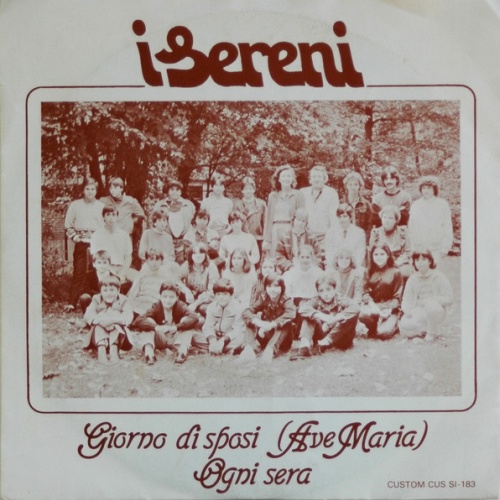 i Sereni
Giorno di sposi (Ave Maria)
Ogni sera
CUSTOM CUS SI-183